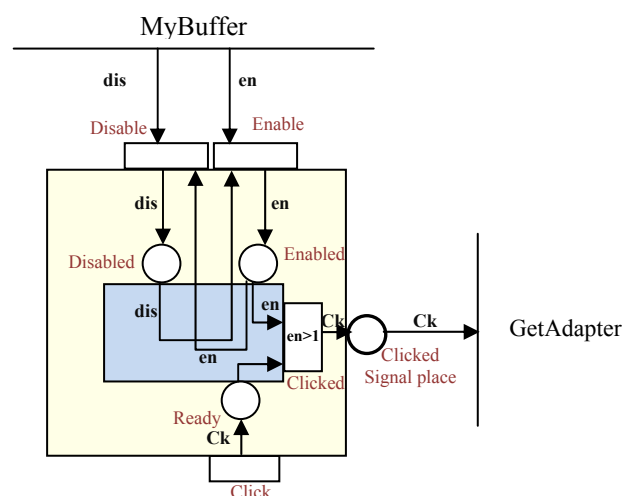 MyBuffer
dis
en
Disable
Enable
dis
en
Disabled
Enabled
dis
en
en
en>1
Ck
Ck
GetAdapter
Clicked
Clicked
Signal place
Ready
Ck
Click